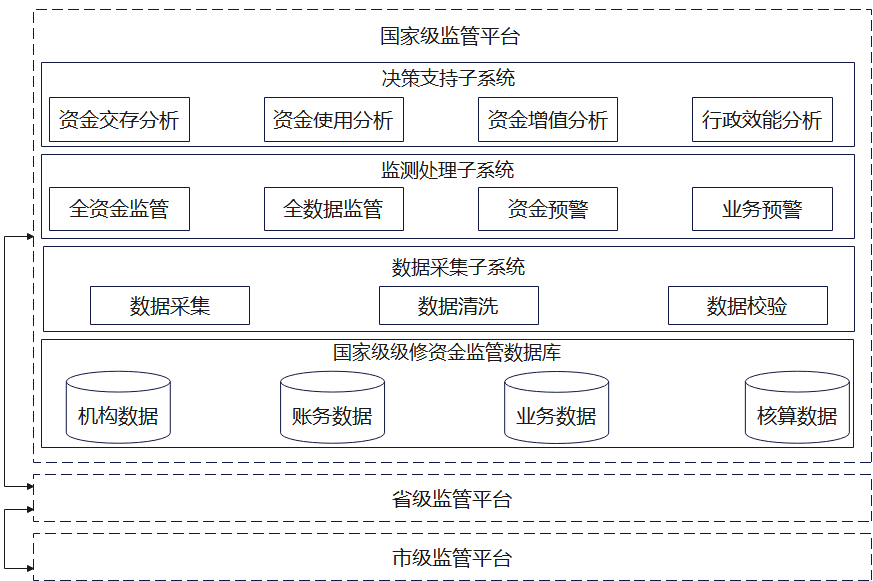 国家级监管平台
决策支持子系统
资金交存分析 资金使用分析 资金增值分析 行政效能分析
监测处理子系统
全资金监管 全数据监管 资金预警 业务预警
数据采集子系统
数据采集 数据清洗 数据校验
国家级级修资金监管数据库
机构数据 账务数据 业务数据 核算数据
省级监管平台
市级监管平台